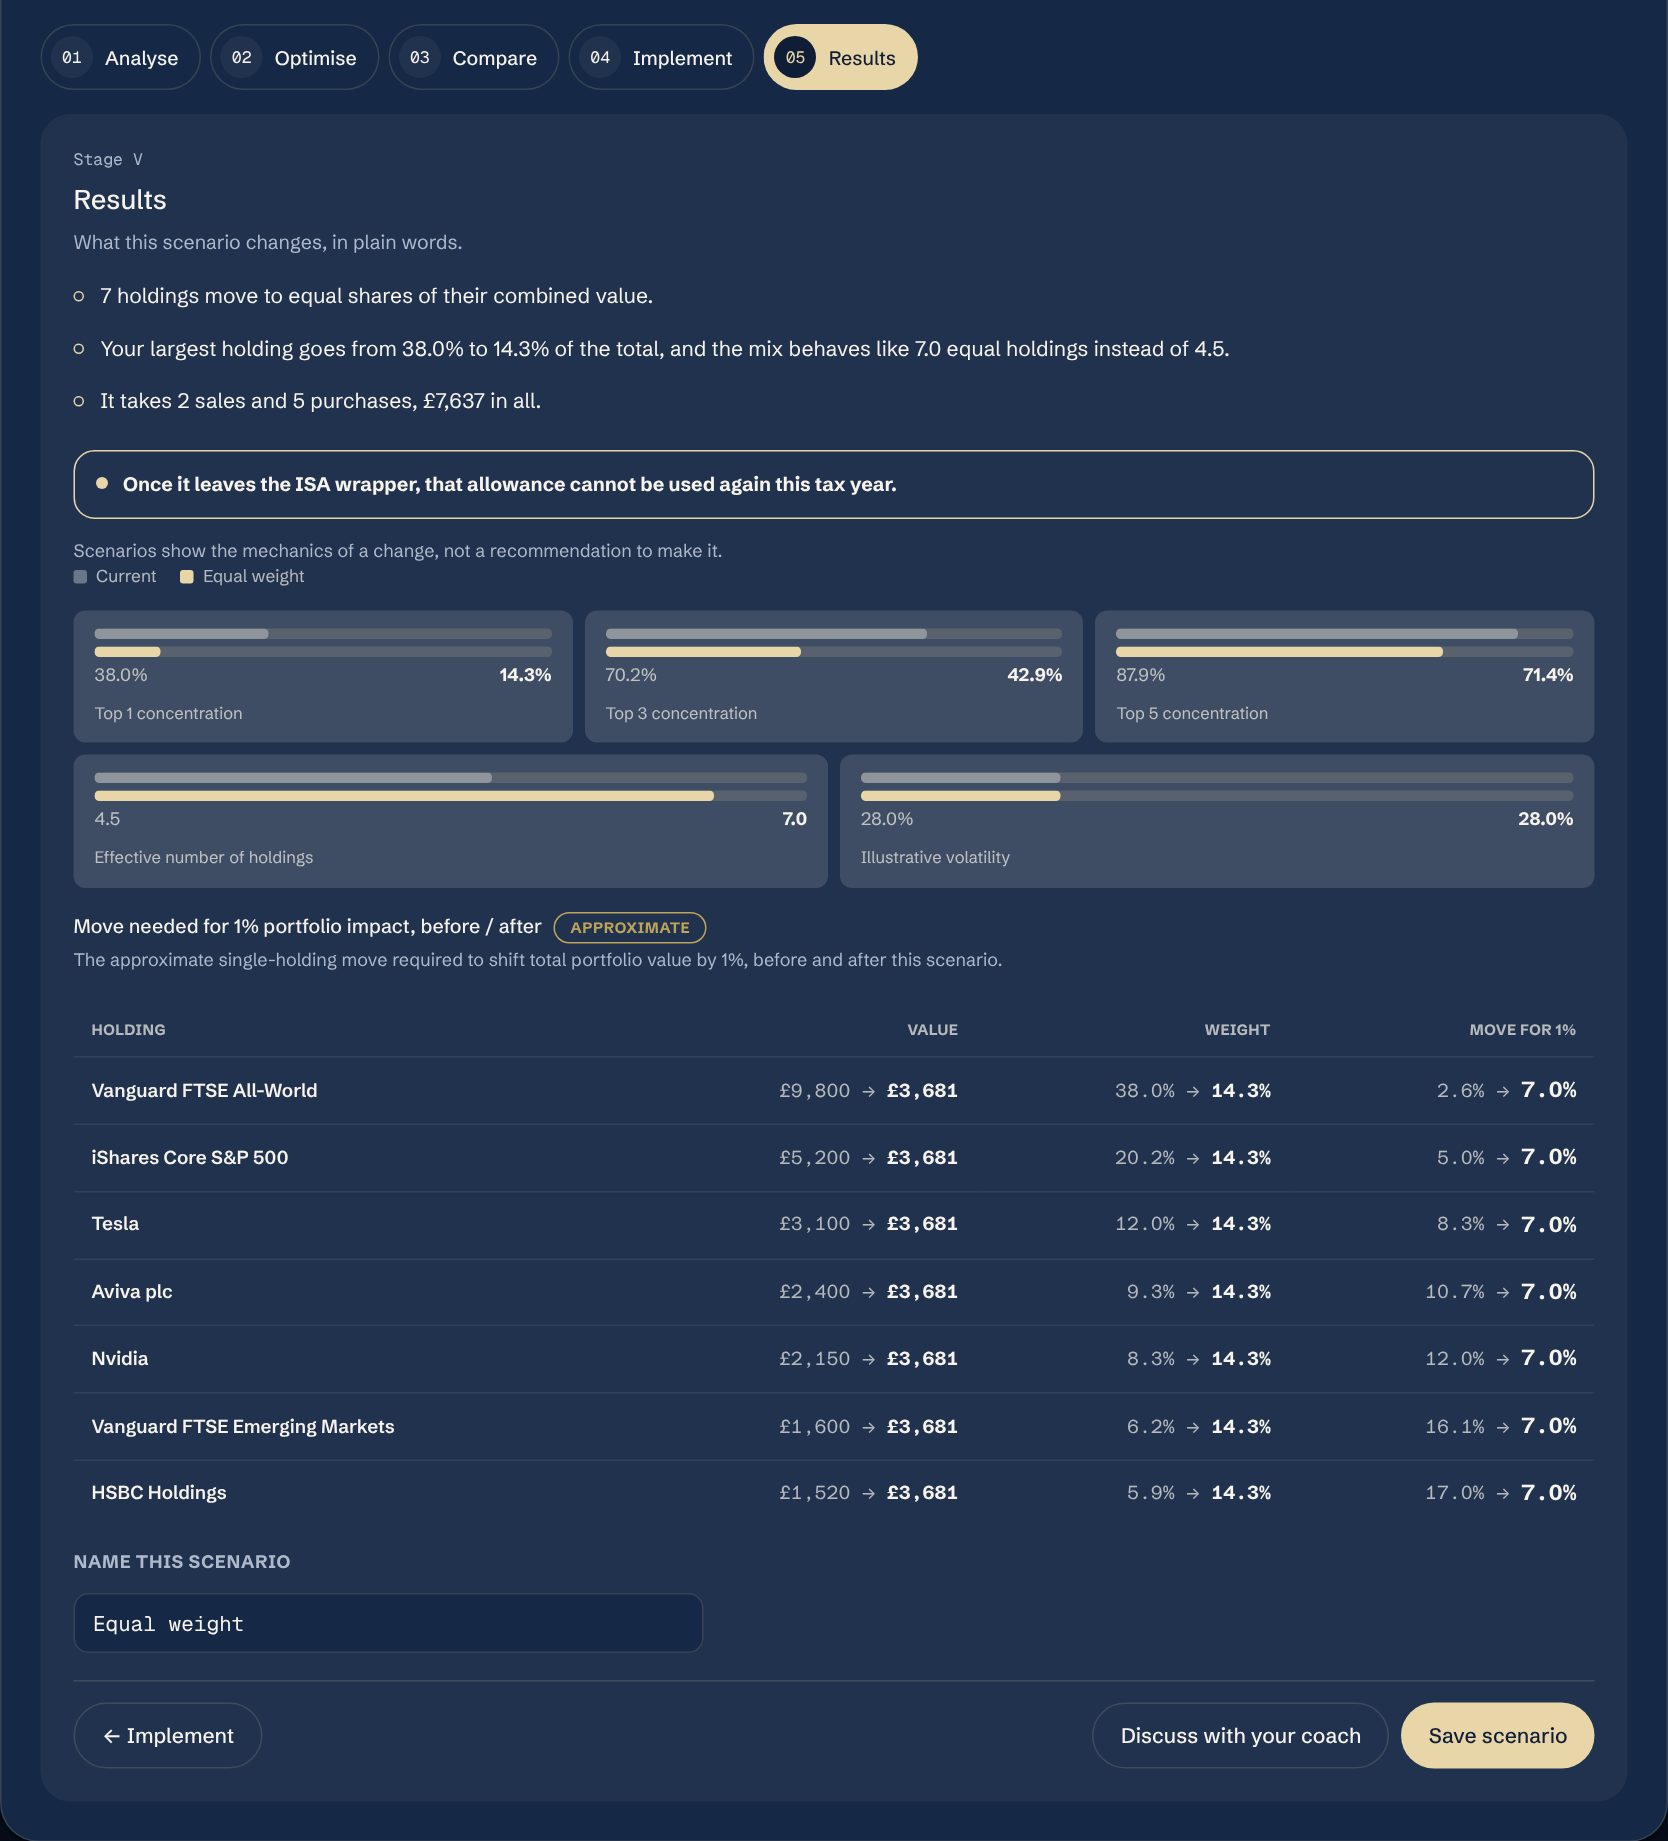 01 Analyse 02 Optimise 03 Compare 04 Implement 05 Results
Stage V
Results
What this scenario changes, in plain words.
7 holdings move to equal shares of their combined value.
Your largest holding goes from 38.0% to 14.3% of the total, and the mix behaves like 7.0 equal holdings instead of 4.5.
It takes 2 sales and 5 purchases, £7,637 in all.
Once it leaves the ISA wrapper, that allowance cannot be used again this tax year.
Scenarios show the mechanics of a change, not a recommendation to make it.
Current Equal weight
38.0% 14.3%
Top 1 concentration
70.2% 42.9%
Top 3 concentration
87.9% 71.4%
Top 5 concentration
4.5 7.0
Effective number of holdings
28.0% 28.0%
Illustrative volatility
Move needed for 1% portfolio impact, before / after APPROXIMATE
The approximate single-holding move required to shift total portfolio value by 1%, before and after this scenario.
HOLDING VALUE WEIGHT MOVE FOR 1%
Vanguard FTSE All-World £9,800 → £3,681 38.0% → 14.3% 2.6% → 7.0%
iShares Core S&P 500 £5,200 → £3,681 20.2% → 14.3% 5.0% → 7.0%
Tesla £3,100 → £3,681 12.0% → 14.3% 8.3% → 7.0%
Aviva plc £2,400 → £3,681 9.3% → 14.3% 10.7% → 7.0%
Nvidia £2,150 → £3,681 8.3% → 14.3% 12.0% → 7.0%
Vanguard FTSE Emerging Markets £1,600 → £3,681 6.2% → 14.3% 16.1% → 7.0%
HSBC Holdings £1,520 → £3,681 5.9% → 14.3% 17.0% → 7.0%
NAME THIS SCENARIO
Equal weight
← Implement Discuss with your coach Save scenario